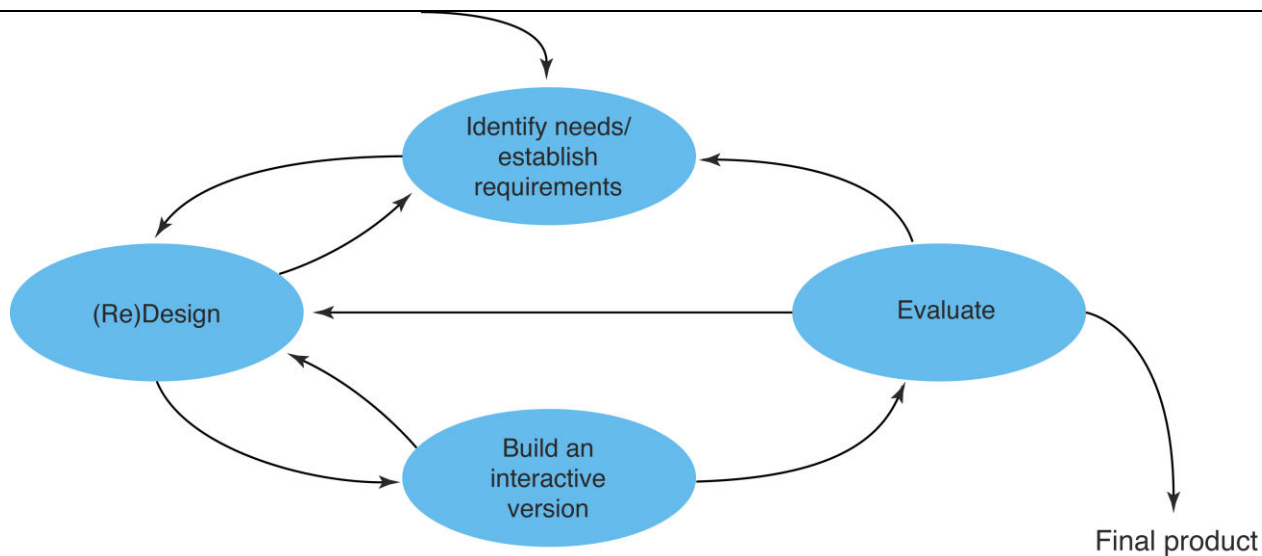 Identify needs/
establish
requirements
(Re)Design
Evaluate
Build an
interactive
version
Final product